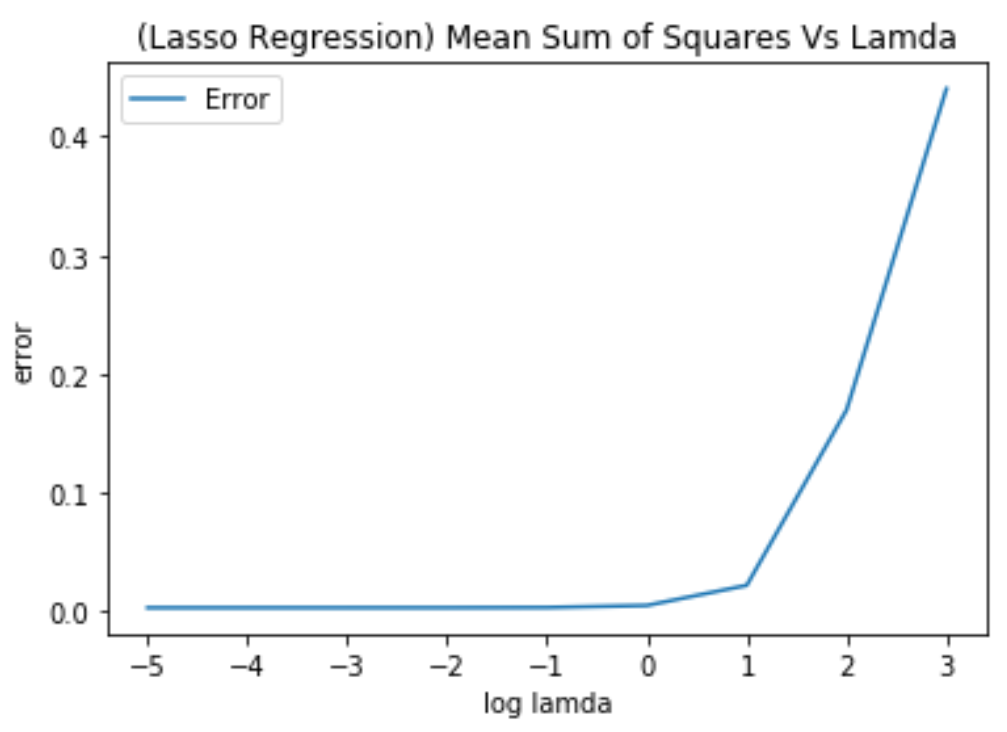 (Lasso Regression) Mean Sum of Squares Vs Lamda
Error
error
0.4
0.3
0.2
0.1
0.0
−5 −4 −3 −2 −1 0 1 2 3
log lamda